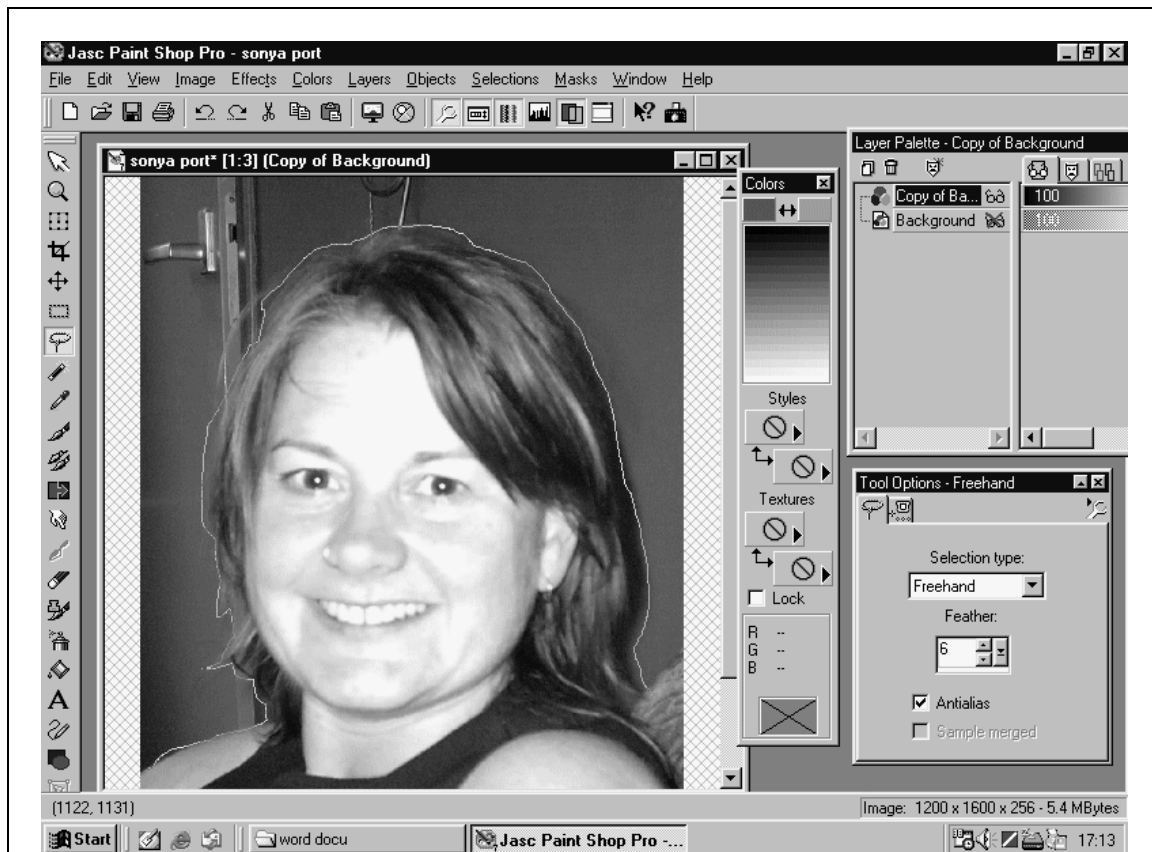 Jasc Paint Shop Pro - sonya port
File Edit View Image Effects Colors Layers Objects Selections Masks Window Help
sonya port* [1:3] (Copy of Background)
Colors
Styles
Textures
Lock
R --
G --
B --
Layer Palette - Copy of Background
Copy of Ba... 100
Background 100
Tool Options - Freehand
Selection type:
Freehand
Feather:
6
Antialias
Sample merged
(1122, 1131) Image: 1200 x 1600 x 256 - 5.4 MBytes
Start word docu Jasc Paint Shop Pro -... 17:13